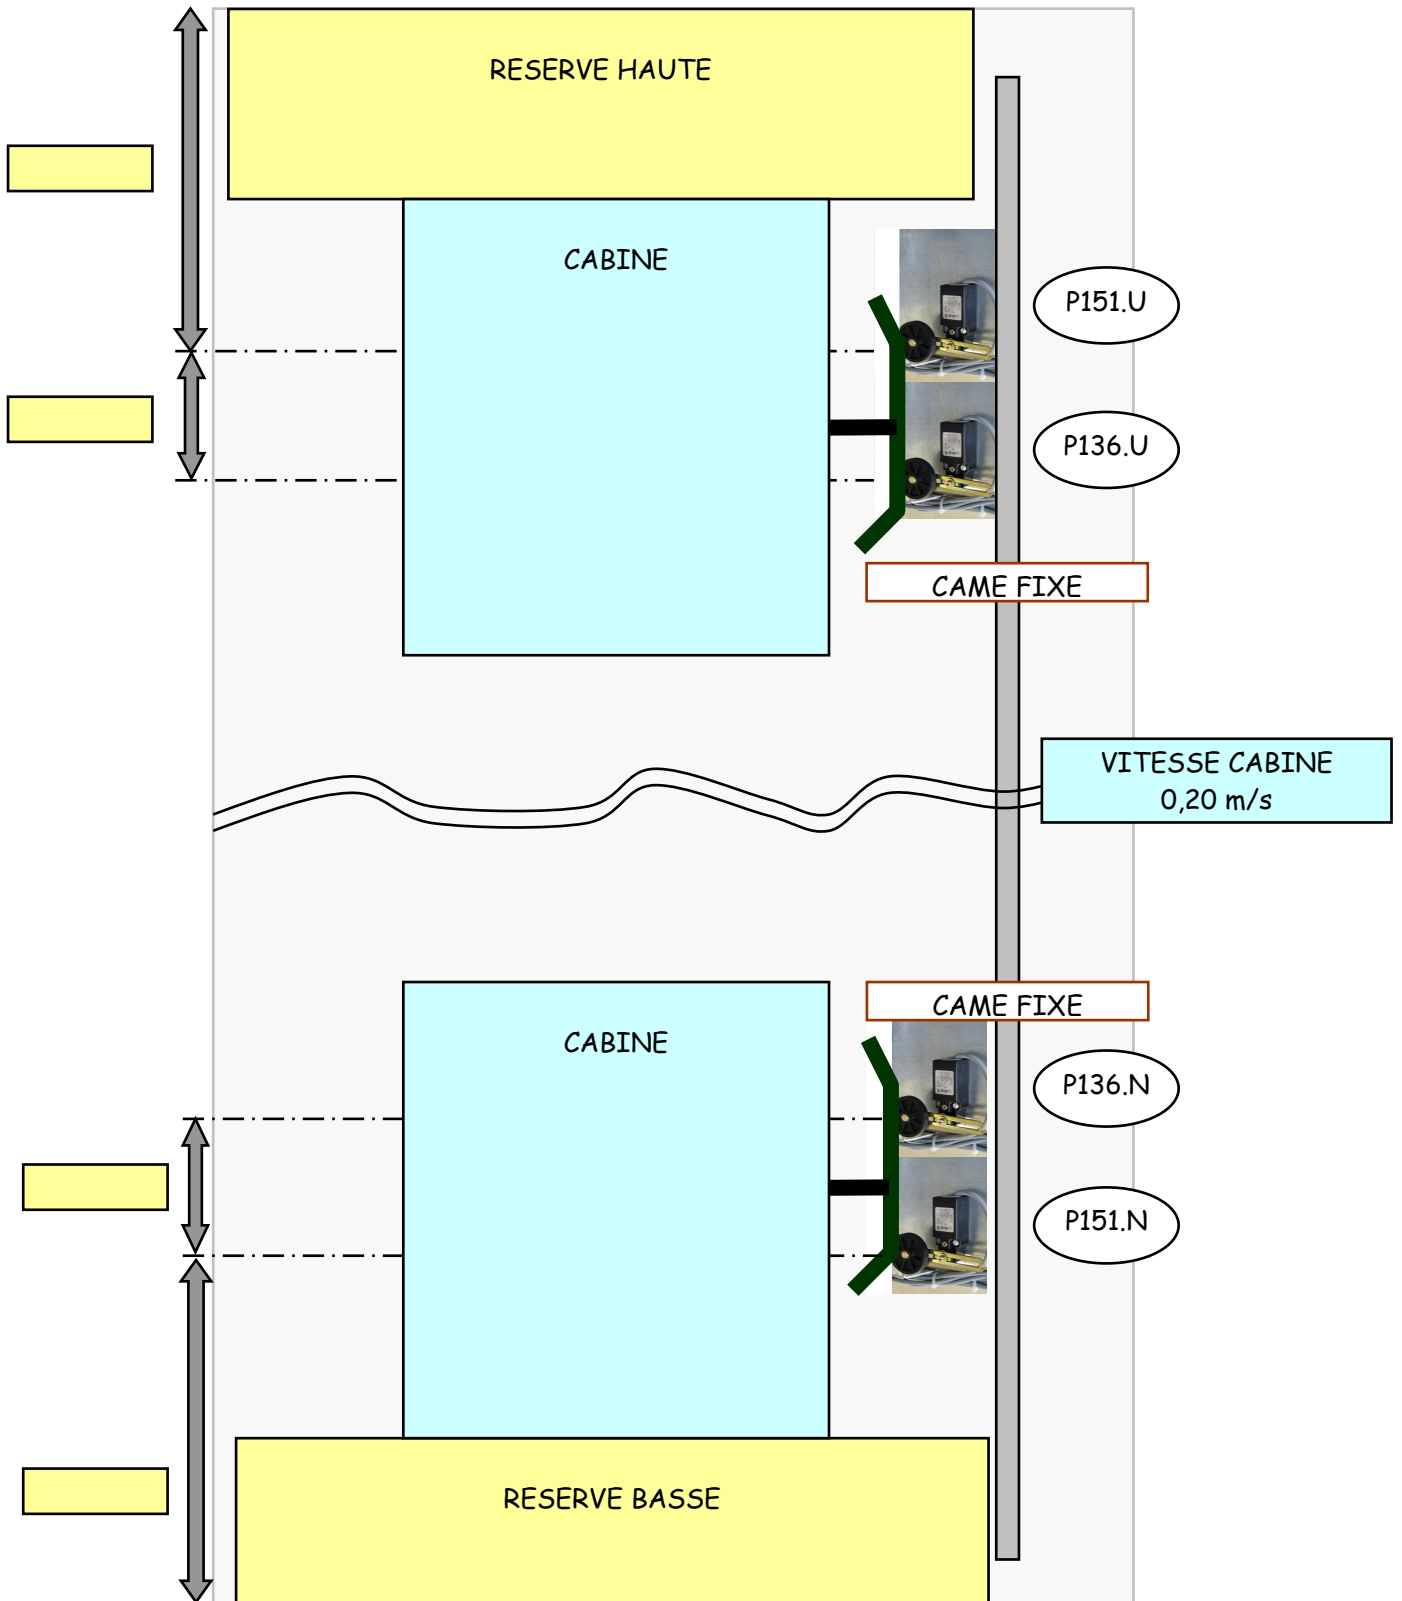 RESERVE HAUTE
CABINE
P151.U
P136.U
CAME FIXE
VITESSE CABINE
0,20 m/s
CAME FIXE
CABINE
P136.N
P151.N
RESERVE BASSE